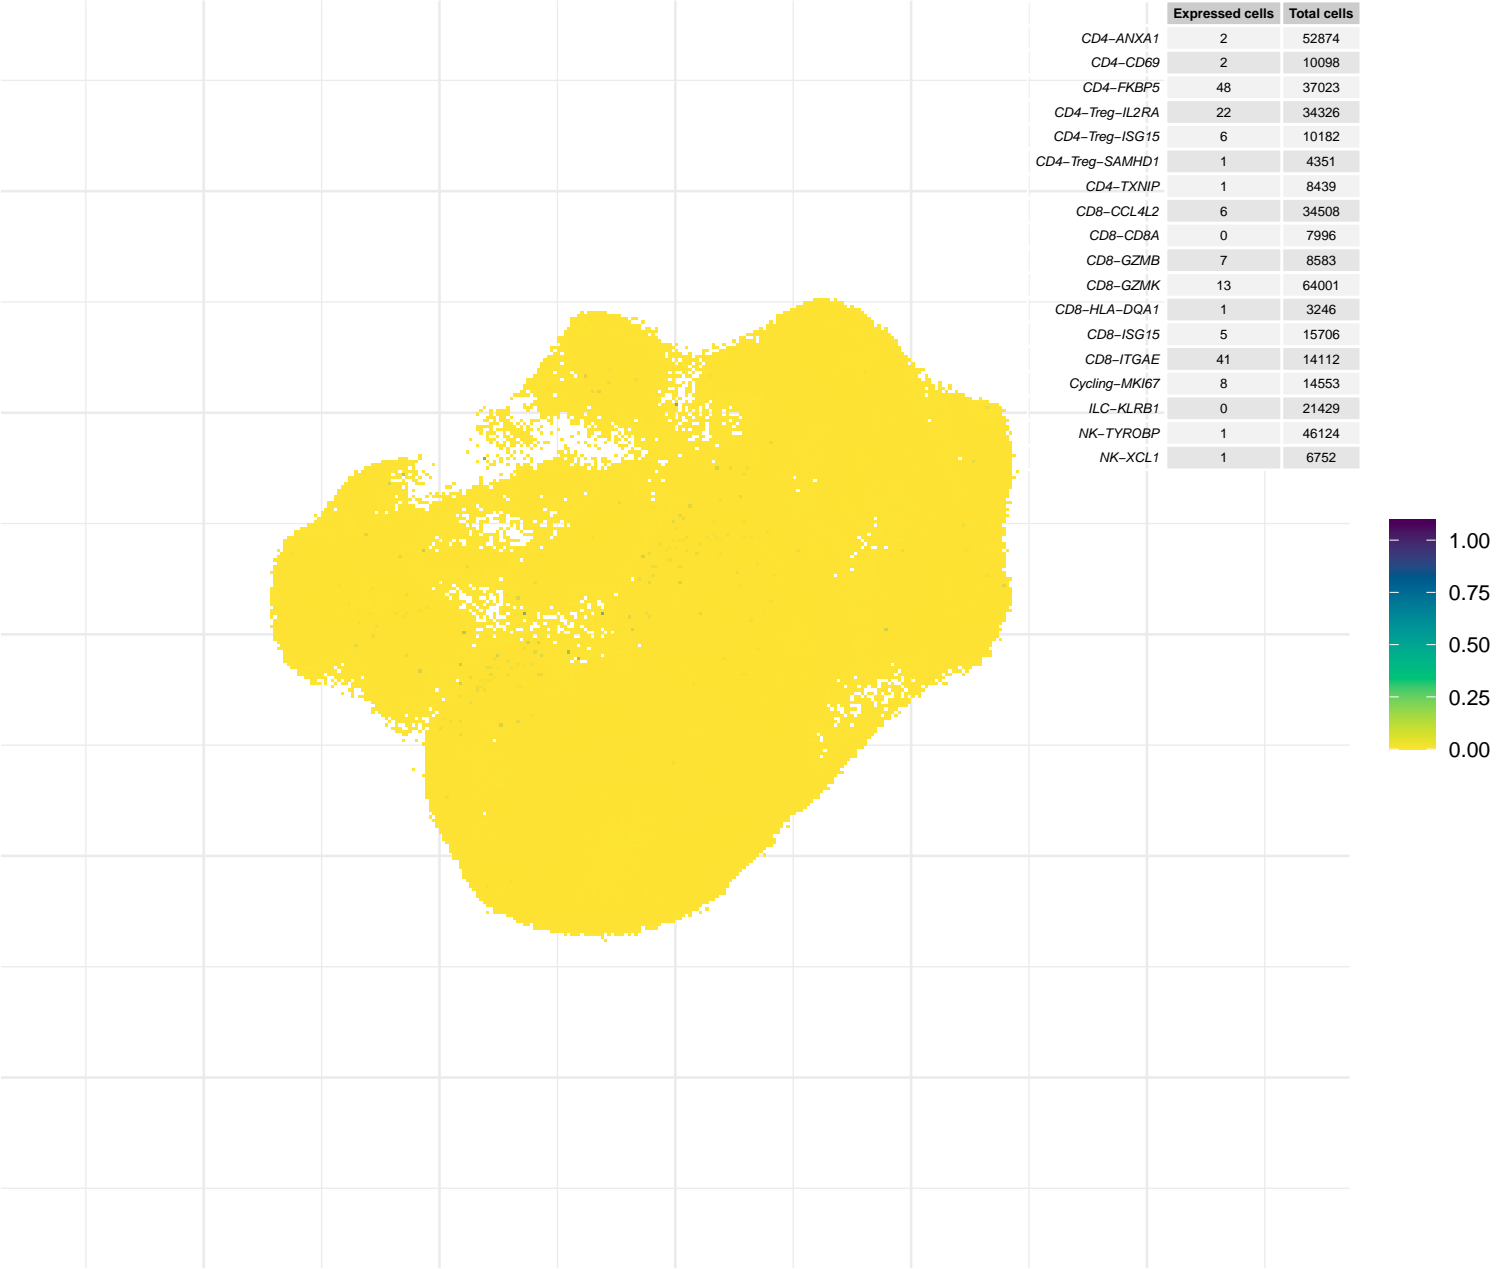 Expressed cells Total cells
CD4−ANXA1 2 52874
CD4−CD69 2 10098
CD4−FKBP5 48 37023
CD4−Treg−IL2RA 22 34326
CD4−Treg−ISG15 6 10182
CD4−Treg−SAMHD1 1 4351
CD4−TXNIP 1 8439
CD8−CCL4L2 6 34508
CD8−CD8A 0 7996
CD8−GZMB 7 8583
CD8−GZMK 13 64001
CD8−HLA−DQA1 1 3246
CD8−ISG15 5 15706
CD8−ITGAE 41 14112
Cycling−MKI67 8 14553
ILC−KLRB1 0 21429
NK−TYROBP 1 46124
NK−XCL1 1 6752
1.00
0.75
0.50
0.25
0.00